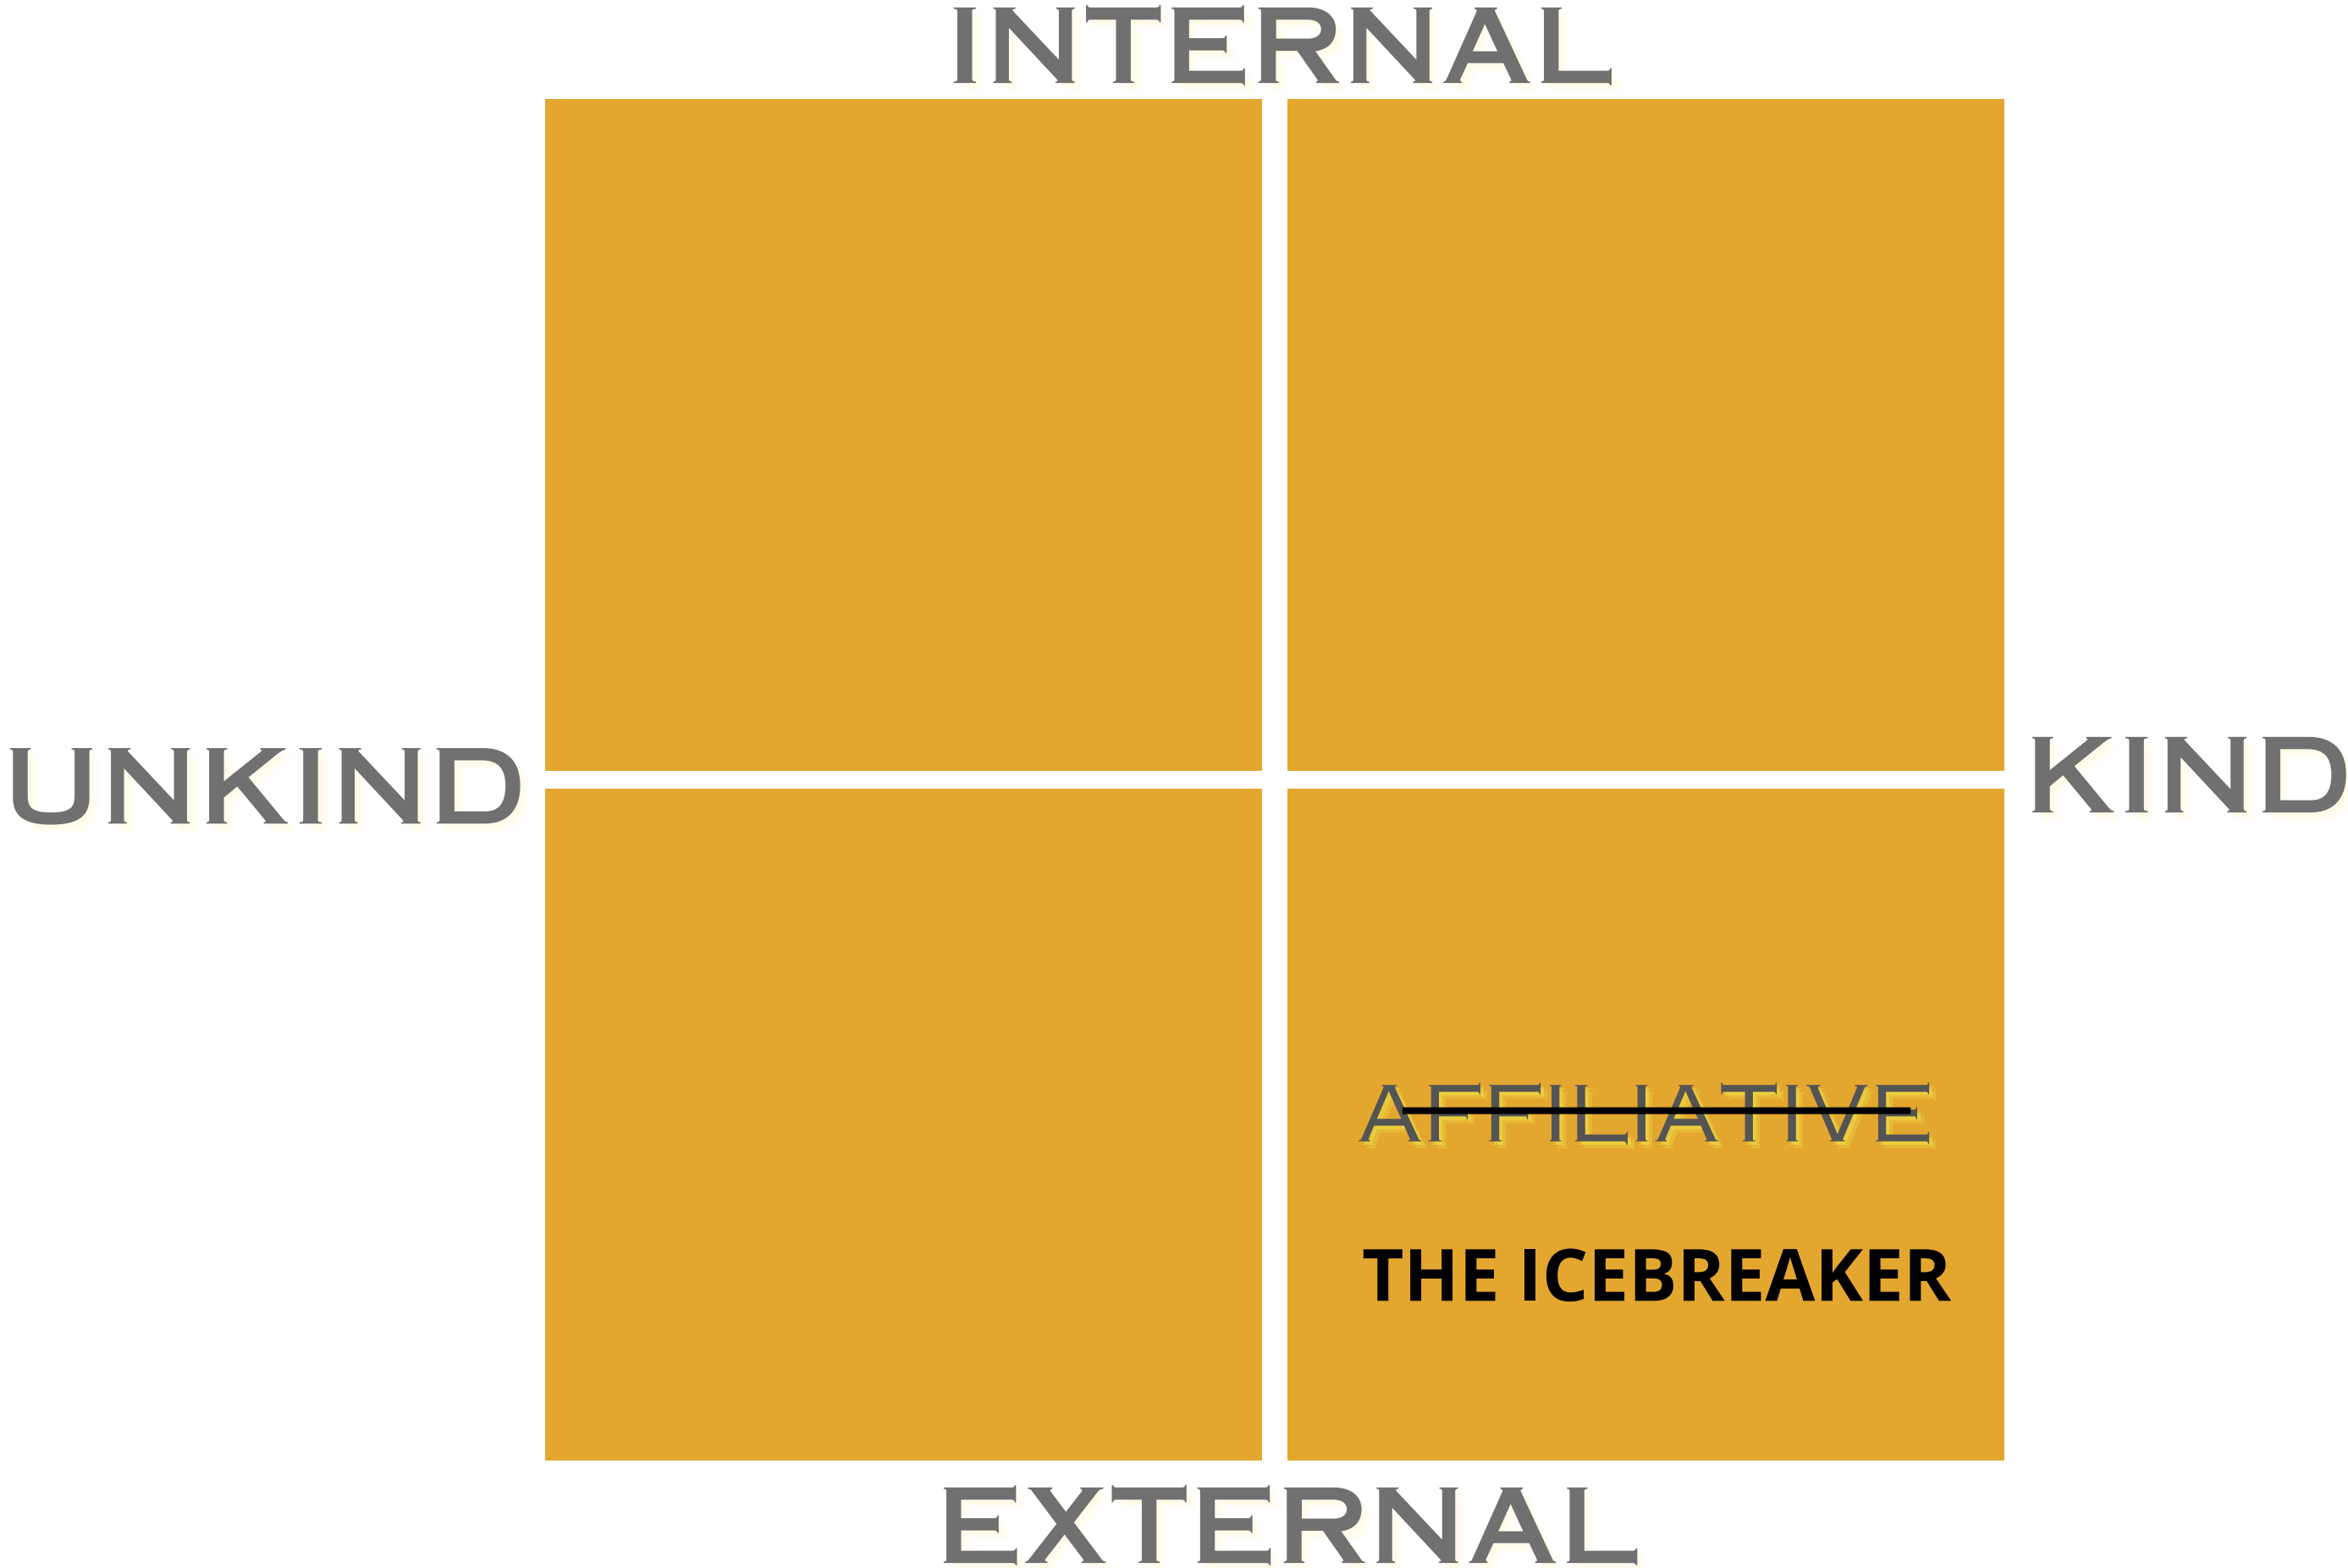 INTERNAL
UNKIND
KIND
AFFILIATIVE
THE ICEBREAKER
EXTERNAL